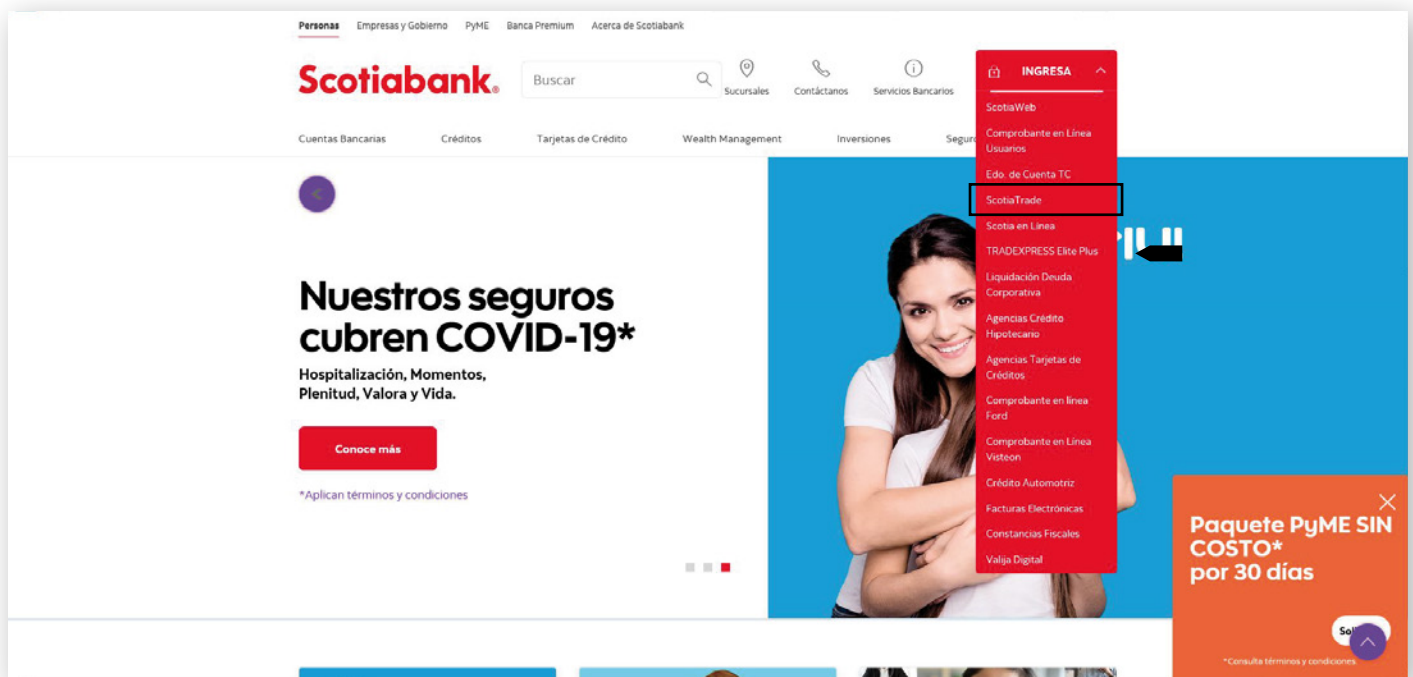 Personas Empresas y Gobierno PyME Banca Premium Acerca de Scotiabank
Scotiabank®
Buscar
Sucursales Contáctanos Servicios Bancarios
INGRESA
Cuentas Bancarias Créditos Tarjetas de Crédito Wealth Management Inversiones
ScotiaWeb
Comprobante en Línea
Usuarios
Edo. de Cuenta TC
ScotiaTrade
Scotia en Línea
TRADEXPRESS Elite Plus
Liquidación Deuda
Corporativa
Agencias Crédito
Hipotecario
Agencias Tarjetas de
Créditos
Comprobante en línea
Ford
Comprobante en Línea
Visteon
Crédito Automotriz
Facturas Electrónicas
Constancias Fiscales
Valija Digital
Nuestros seguros
cubren COVID-19*
Hospitalización, Momentos,
Plenitud, Valora y Vida.
Conoce más
*Aplican términos y condiciones
Paquete PyME SIN
COSTO*
por 30 días
*Consulta términos y condiciones